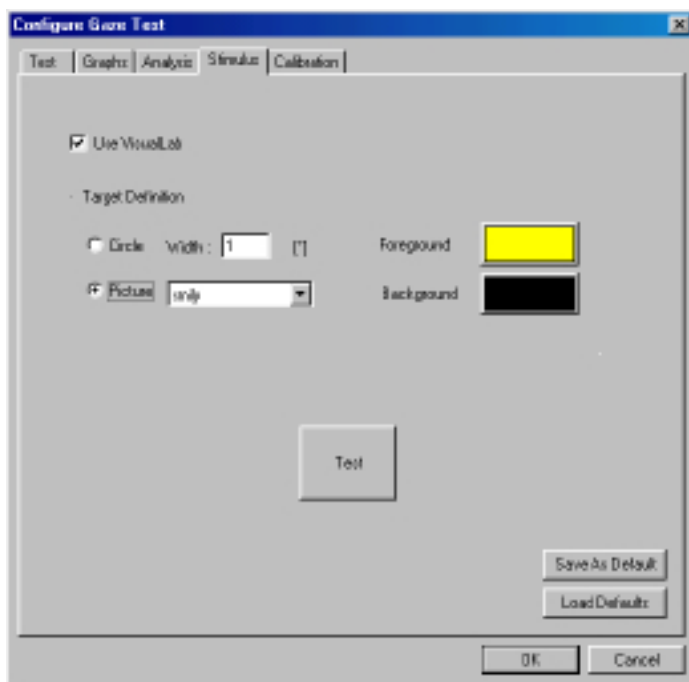 Configure Gaze Test
Test Graphs Analysis Stimulus Calibration
Use VisualLab
Target Definition
Circle Width : 1 [°] Foreground
Picture smily Background
Test
Save As Default
Load Defaults
OK Cancel